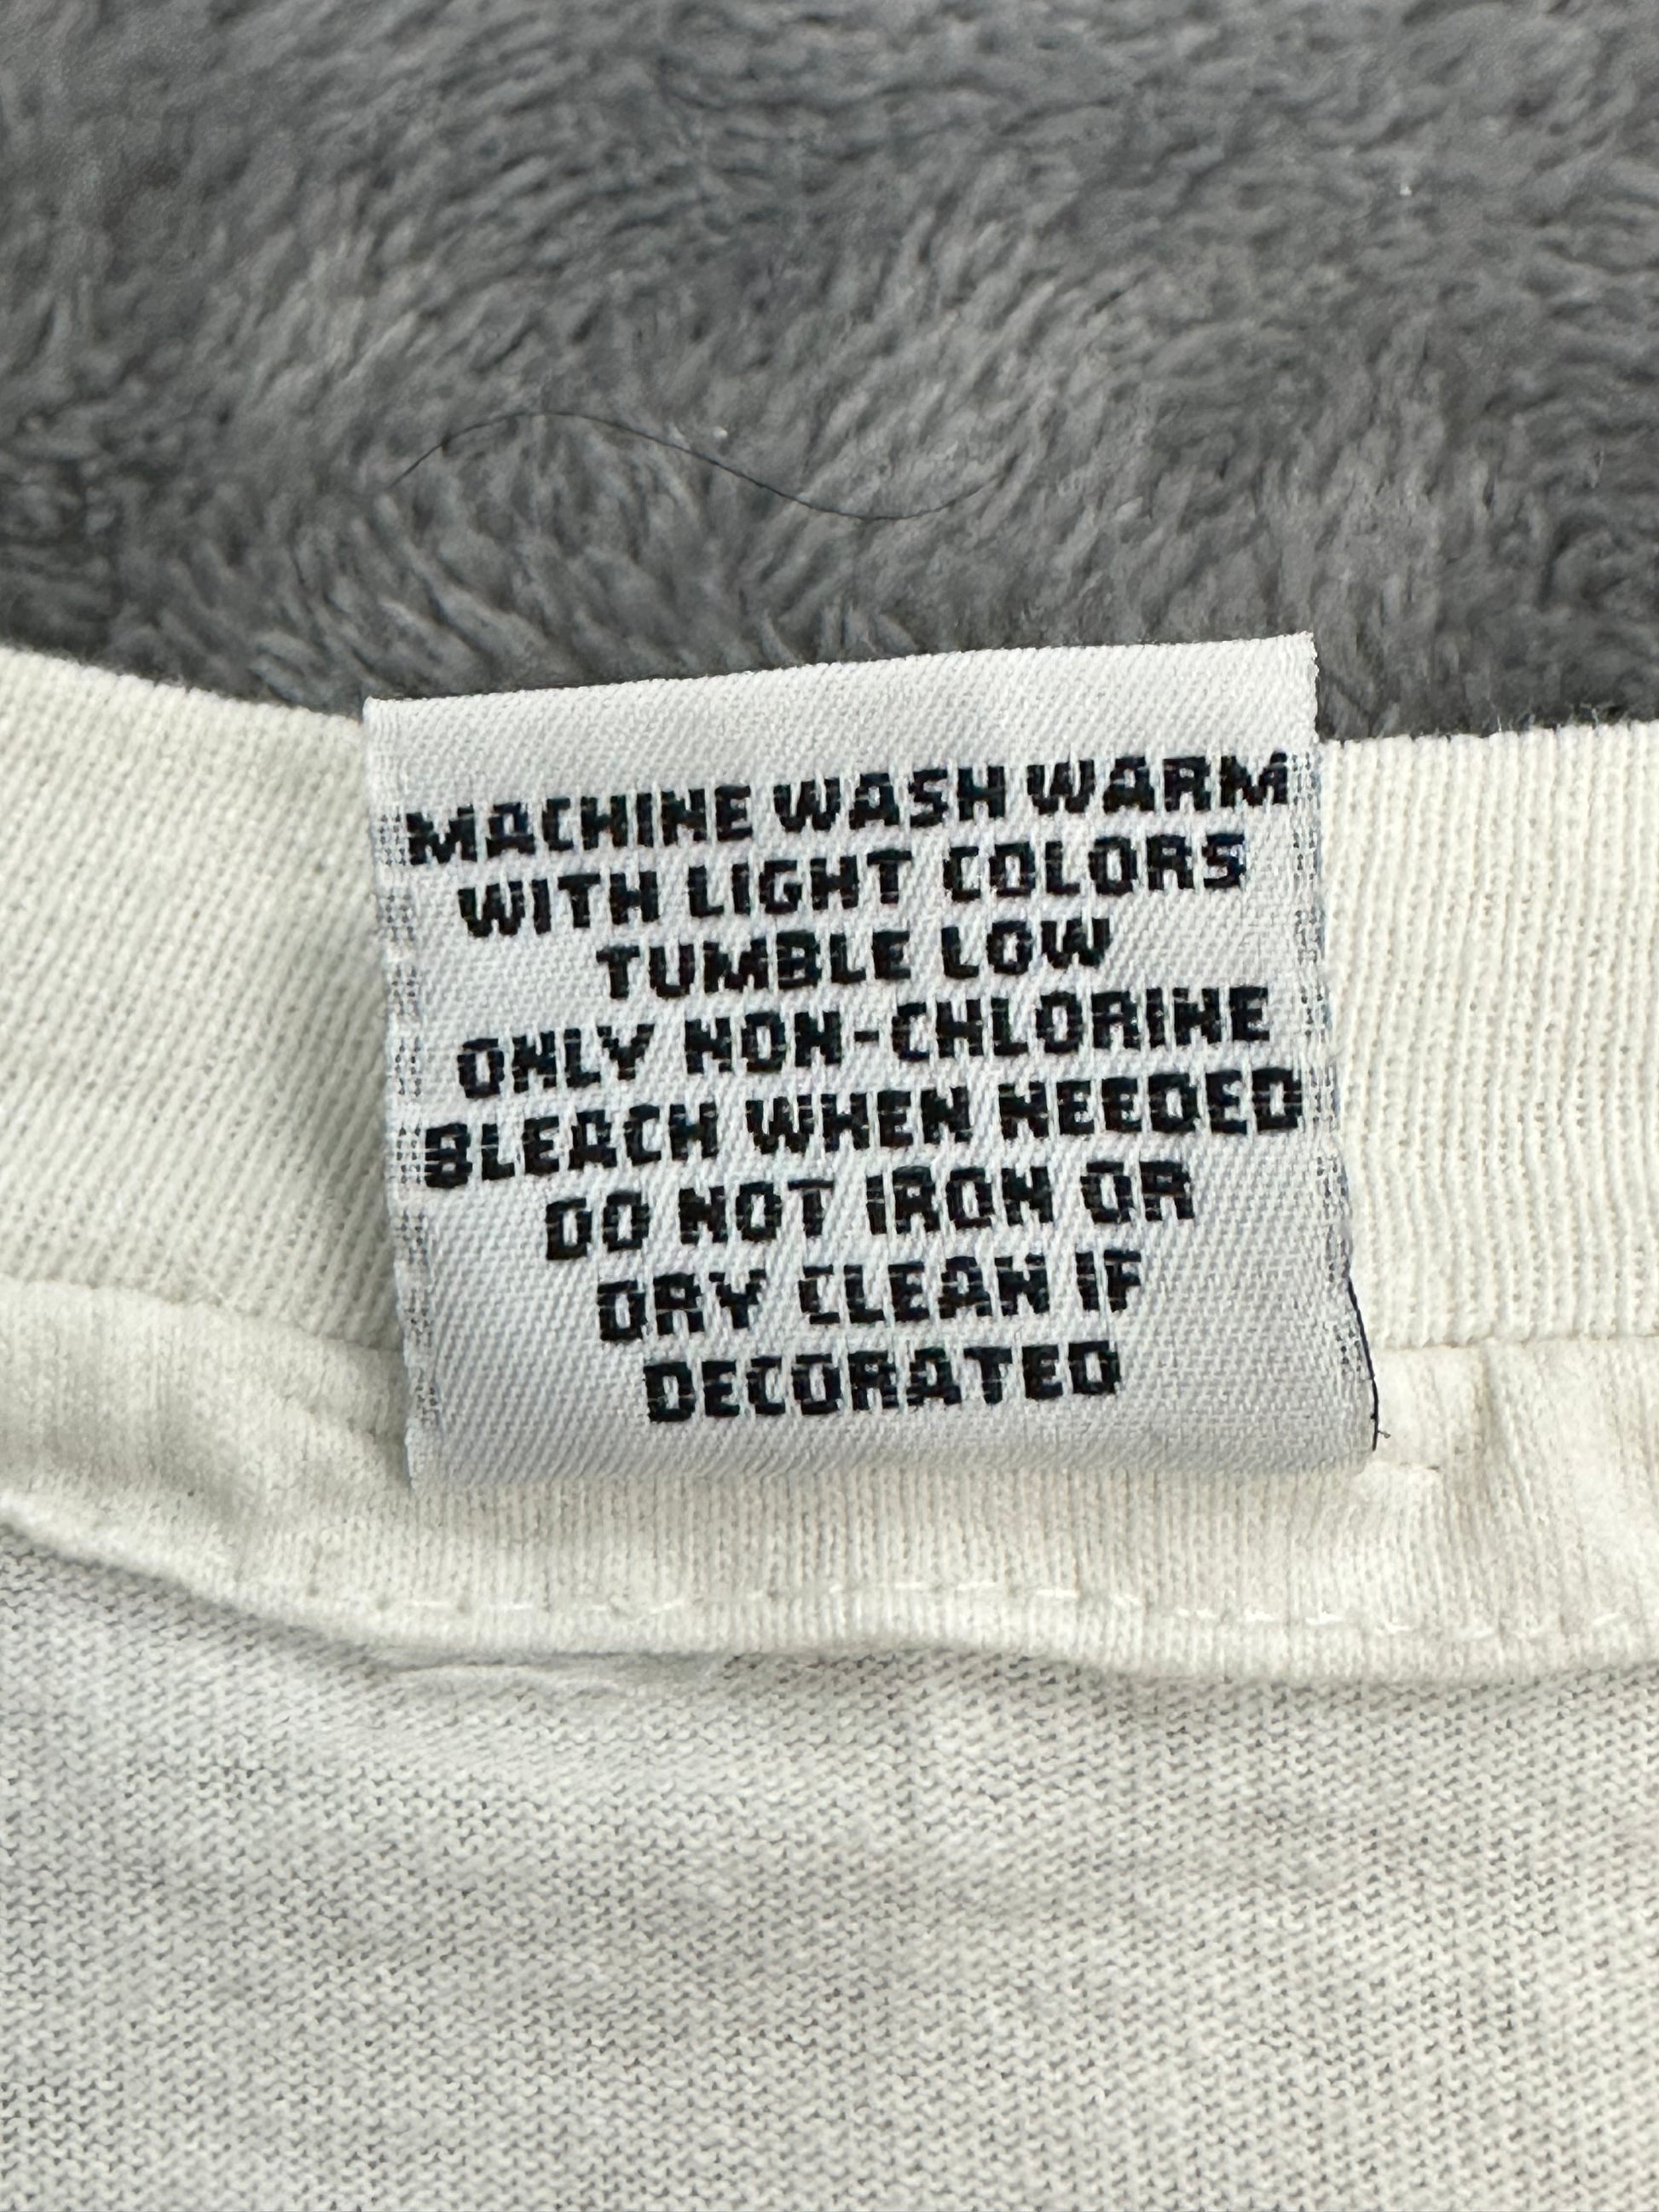 MACHINE WASH WARM
WITH LIGHT COLORS
TUMBLE LOW
ONLY NON-CHLORINE
BLEACH WHEN NEEDED
DO NOT IRON OR
DRY CLEAN IF
DECORATED